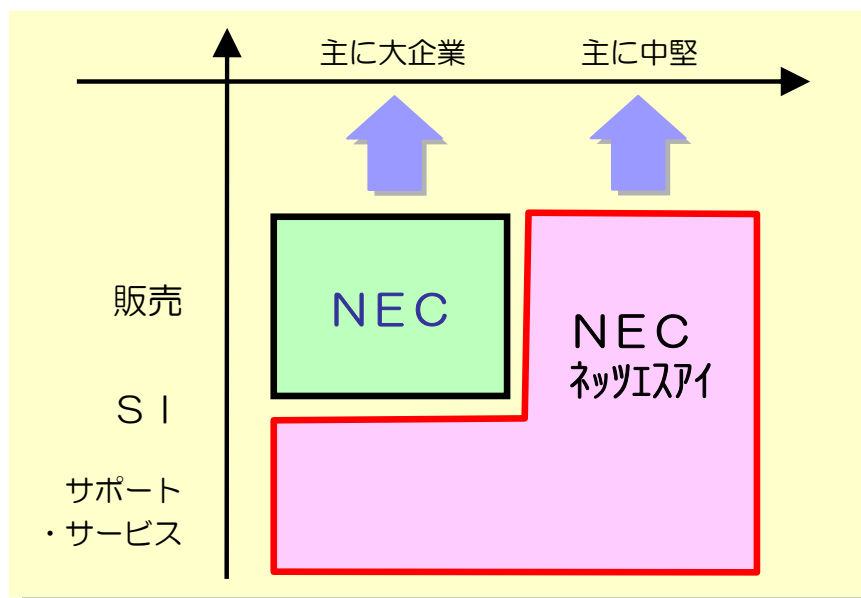 主に大企業
主に中堅
販売
ＮＥＣ
ＮＥＣ
ﾈｯﾂｴｽｱｲ
ＳＩ
サポート
・サービス